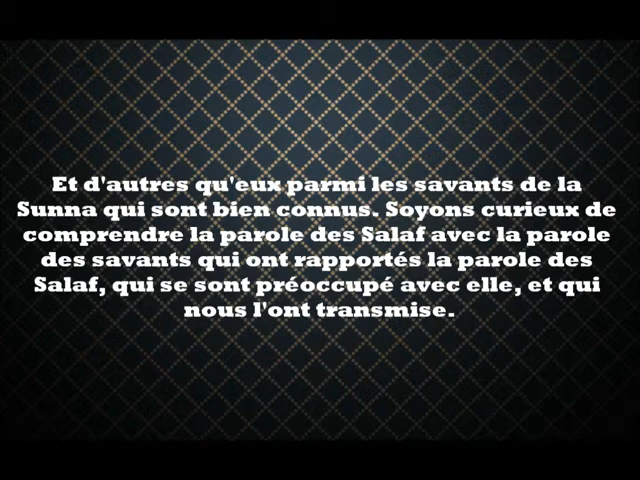 Et d'autres qu'eux parmi les savants de la
Sunna qui sont bien connus. Soyons curieux de
comprendre la parole des Salaf avec la parole
des savants qui ont rapportés la parole des
Salaf, qui se sont préoccupé avec elle, et qui
nous l'ont transmise.